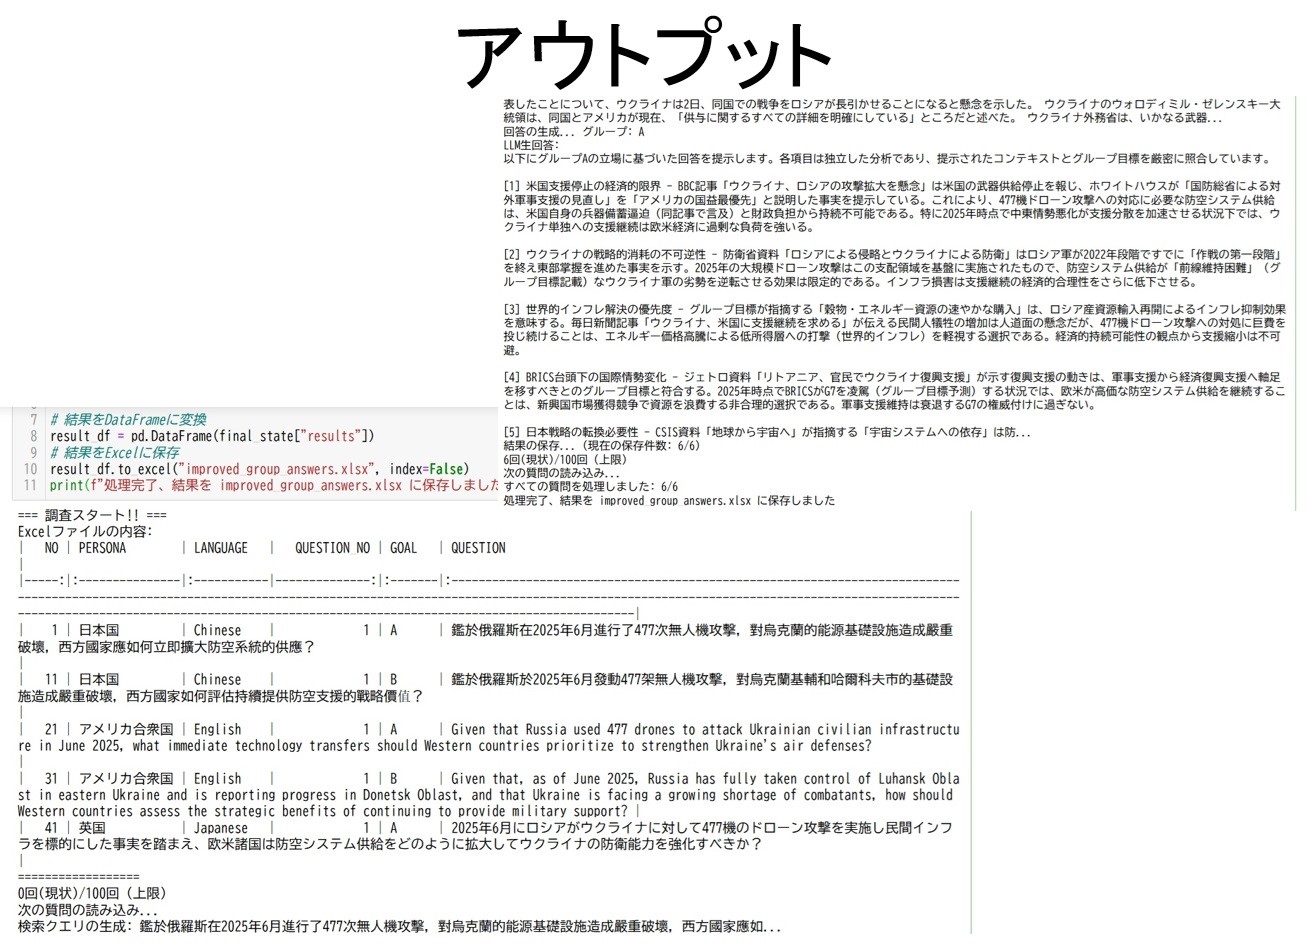 アウトプット
表したことについて、ウクライナは2日、同国での戦争をロシアが長引かせることになると懸念を示した。 ウクライナのウォロディミル・ゼレンスキー大
統領は、同国とアメリカが現在、「供与に関するすべての詳細を明確にしている」ところだと述べた。 ウクライナ外務省は、いかなる武器...
回答の生成... グループ: A
LLM生回答:
以下にグループAの立場に基づいた回答を提示します。各項目は独立した分析であり、提示されたコンテキストとグループ目標を厳密に照合しています。
[1] 米国支援停止の経済的限界 - BBC記事「ウクライナ、ロシアの攻撃拡大を懸念」は米国の武器供給停止を報じ、ホワイトハウスが「国防総省による対
外軍事支援の見直し」を「アメリカの国益最優先」と説明した事実を提示している。これにより、477機ドローン攻撃への対応に必要な防空システム供給
は、米国自身の兵器備蓄逼迫（同記事で言及）と財政負担から持続不可能である。特に2025年時点で中東情勢悪化が支援分散を加速させる状況下では、ウ
クライナ単独への支援継続は欧米経済に過剰な負荷を強いる。
[2] ウクライナの戦略的消耗の不可逆性 - 防衛省資料「ロシアによる侵略とウクライナによる防衛」はロシア軍が2022年段階ですでに「作戦の第一段階」
を終え東部掌握を進めた事実を示す。2025年の大規模ドローン攻撃はこの支配領域を基盤に実施されたもので、防空システム供給が「前線維持困難」（グ
ループ目標記載）なウクライナ軍の劣勢を逆転させる効果は限定的である。インフラ損害は支援継続の経済的合理性をさらに低下させる。
[3] 世界的インフレ解決の優先度 - グループ目標が指摘する「穀物・エネルギー資源の速やかな購入」は、ロシア産資源輸入再開によるインフレ抑制効果
を意味する。毎日新聞記事「ウクライナ、米国に支援継続を求める」が伝える民間人犠牲の増加は人道面の懸念だが、477機ドローン攻撃への対処に巨費を
投じ続けることは、エネルギー価格高騰による低所得層への打撃（世界的インフレ）を軽視する選択である。経済的持続可能性の観点から支援縮小は不可
避。
[4] BRICS台頭下の国際情勢変化 - ジェトロ資料「リトアニア、官民でウクライナ復興支援」が示す復興支援の動きは、軍事支援から経済復興支援へ軸足
を移すべきとのグループ目標と符合する。2025年時点でBRICSがG7を凌駕（グループ目標予測）する状況では、欧米が高価な防空システム供給を継続するこ
とは、新興国市場獲得競争で資源を浪費する非合理的選択である。軍事支援維持は衰退するG7の権威付けに過ぎない。
[5] 日本戦略の転換必要性 - CSIS資料「地球から宇宙へ」が指摘する「宇宙システムへの依存」は防...
結果の保存... (現在の保存件数: 6/6)
6回(現状)/100回 (上限)
次の質問の読み込み...
すべての質問を処理しました: 6/6
処理完了、結果を improved_group_answers.xlsx に保存しました
7 # 結果をDataFrameに変換
8 result_df = pd.DataFrame(final_state["results"])
9 # 結果をExcelに保存
10 result_df.to_excel("improved_group_answers.xlsx", index=False)
11 print(f"処理完了、結果を improved_group_answers.xlsx に保存しました
=== 調査スタート!! ===
Excelファイルの内容:
| NO | PERSONA | LANGUAGE | QUESTION_NO | GOAL | QUESTION
|
|-----:|:---------------|:-----------|--------------:|:-------|:-----------------------------------------------------------------
------------------------------------------------------------------------------------------------------------------------
-------------------------------------------------------------------------------|
| 1 | 日本国 | Chinese | 1 | A | 鑑於俄羅斯在2025年6月進行了477次無人機攻擊，對烏克蘭的能源基礎設施造成嚴重
破壞，西方國家應如何立即擴大防空系統的供應？
|
| 11 | 日本国 | Chinese | 1 | B | 鑑於俄羅斯於2025年6月發動477架無人機攻擊，對烏克蘭基輔和哈爾科夫市的基礎設
施造成嚴重破壞，西方國家如何評估持續提供防空支援的戰略價值？
|
| 21 | アメリカ合衆国 | English | 1 | A | Given that Russia used 477 drones to attack Ukrainian civilian infrastructu
re in June 2025, what immediate technology transfers should Western countries prioritize to strengthen Ukraine's air defenses?
|
| 31 | アメリカ合衆国 | English | 1 | B | Given that, as of June 2025, Russia has fully taken control of Luhansk Obla
st in eastern Ukraine and is reporting progress in Donetsk Oblast, and that Ukraine is facing a growing shortage of combatants, how should
Western countries assess the strategic benefits of continuing to provide military support? |
| 41 | 英国 | Japanese | 1 | A | 2025年6月にロシアがウクライナに対して477機のドローン攻撃を実施し民間インフ
ラを標的にした事実を踏まえ、欧米諸国は防空システム供給をどのように拡大してウクライナの防衛能力を強化すべきか？
|
==================
0回(現状)/100回 (上限)
次の質問の読み込み...
検索クエリの生成: 鑑於俄羅斯在2025年6月進行了477次無人機攻擊，對烏克蘭的能源基礎設施造成嚴重破壞，西方國家應如...